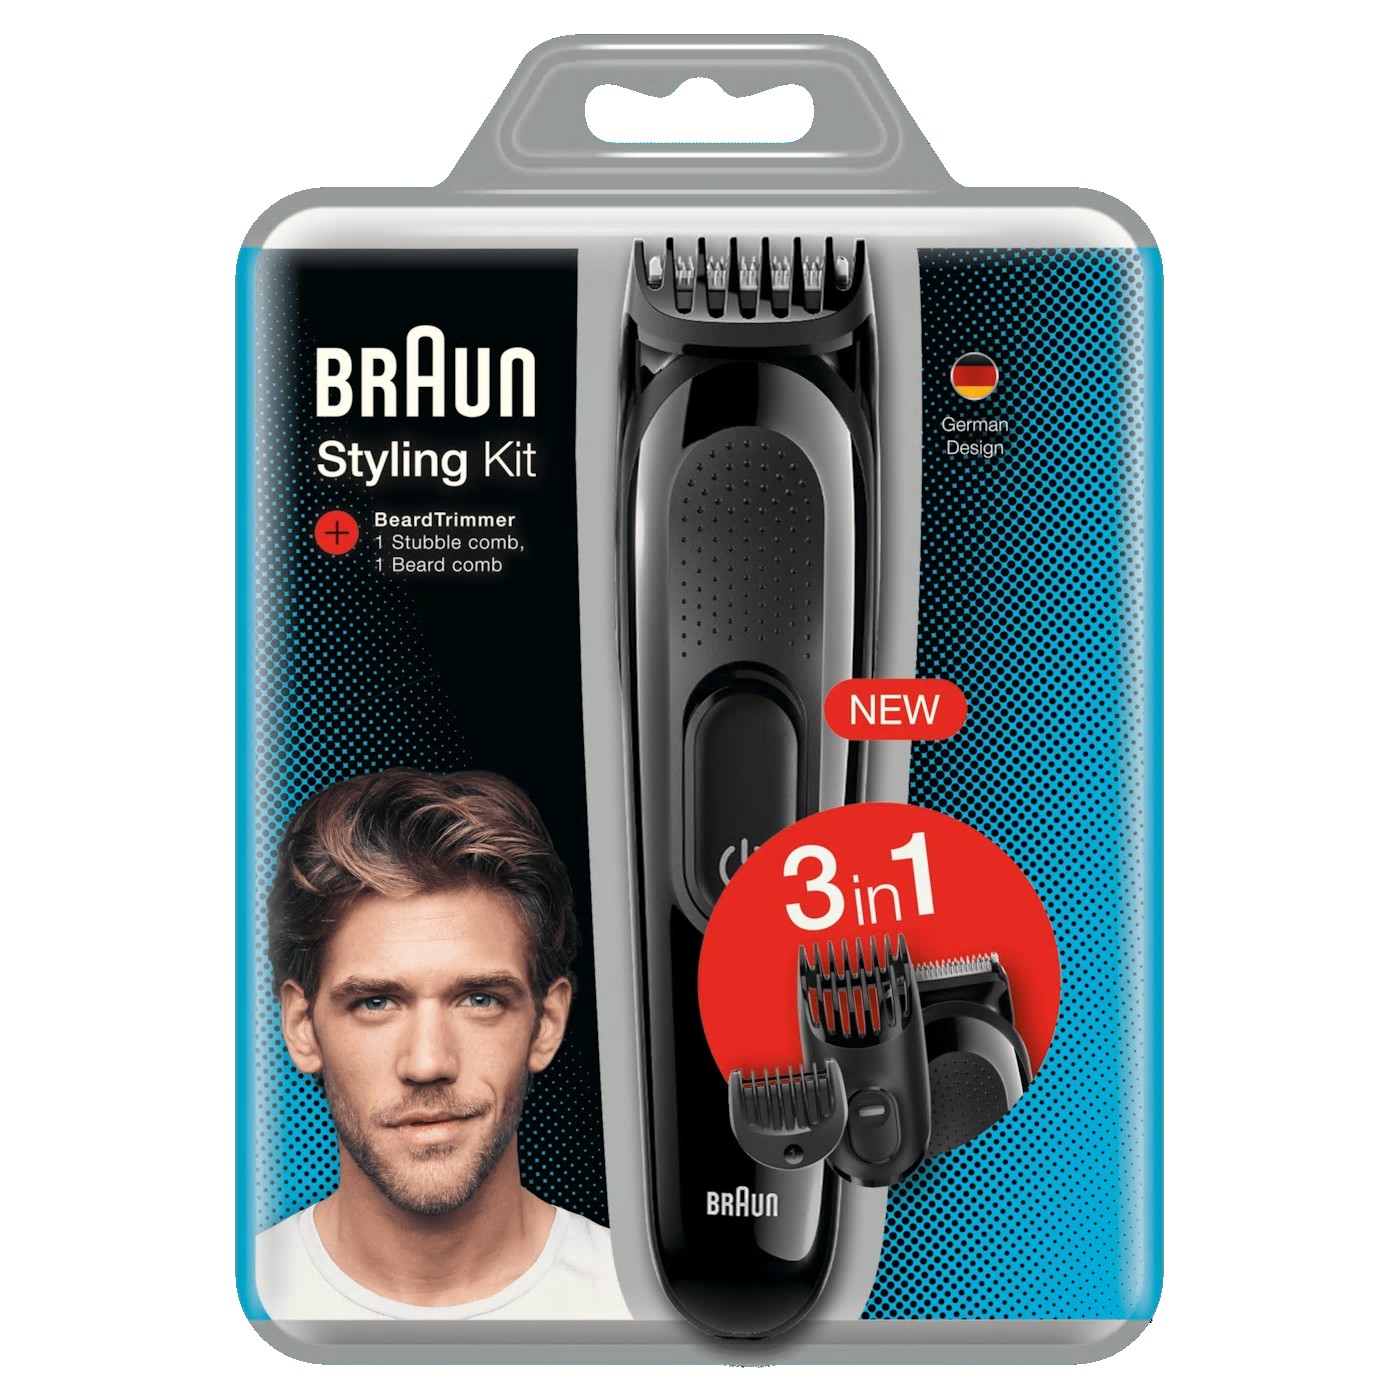 BRAUN
Styling Kit
+
BeardTrimmer
1 Stubble comb,
1 Beard comb
German
Design
NEW
3in1
BRAUN